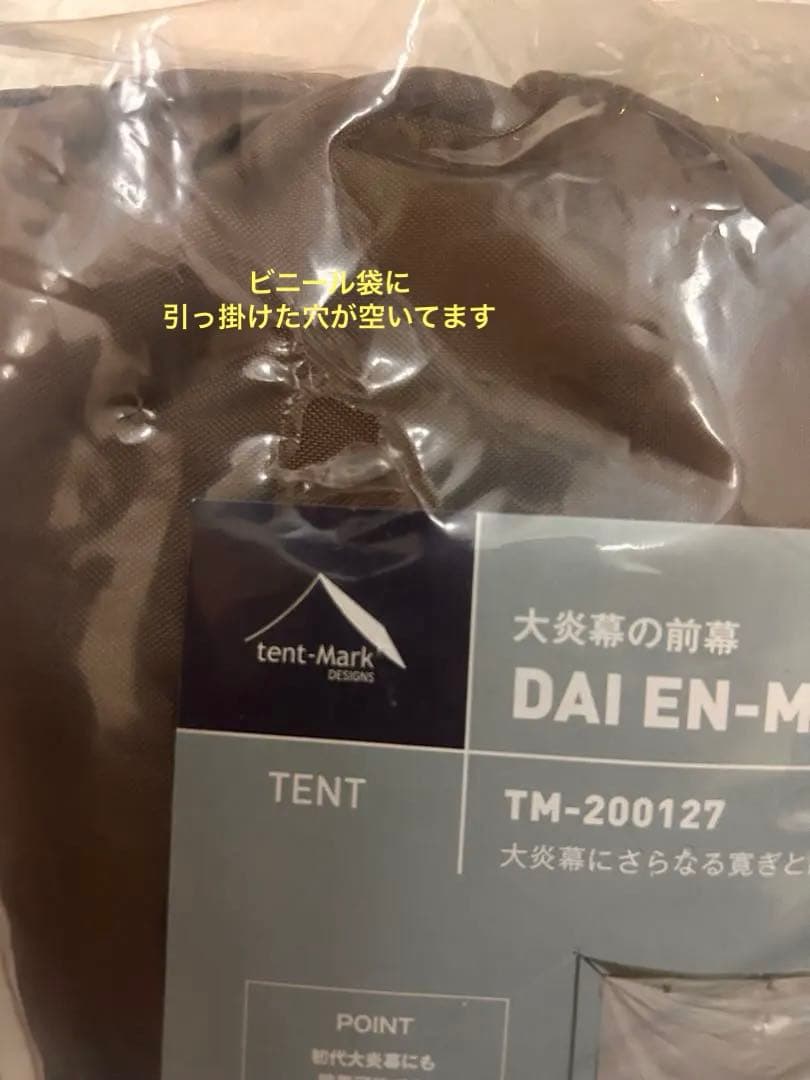 ビニール袋に
引っ掛けた穴が空いてます
tent-Mark
DESIGNS
大炎幕の前幕
DAI EN-M
TENT
TM-200127
大炎幕にさらなる寛ぎと
POINT
初代大炎幕にも